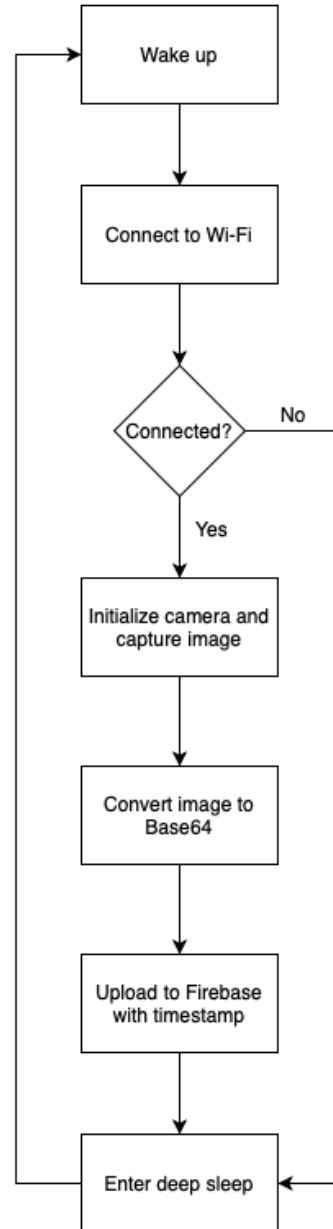 Wake up
Connect to Wi-Fi
Connected?
No
Yes
Initialize camera and
capture image
Convert image to
Base64
Upload to Firebase
with timestamp
Enter deep sleep